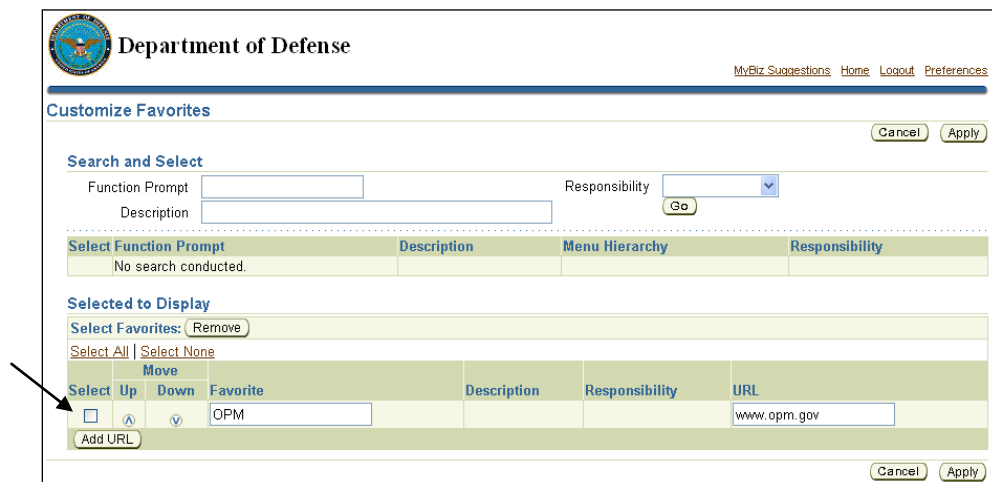 Department of Defense
MyBiz Suggestions Home Logout Preferences
Customize Favorites
Cancel Apply
Search and Select
Function Prompt Responsibility
Description Go
Select Function Prompt Description Menu Hierarchy Responsibility
No search conducted.
Selected to Display
Select Favorites: Remove
Select All | Select None
Move
Select Up Down Favorite Description Responsibility URL
OPM www.opm.gov
Add URL
Cancel Apply